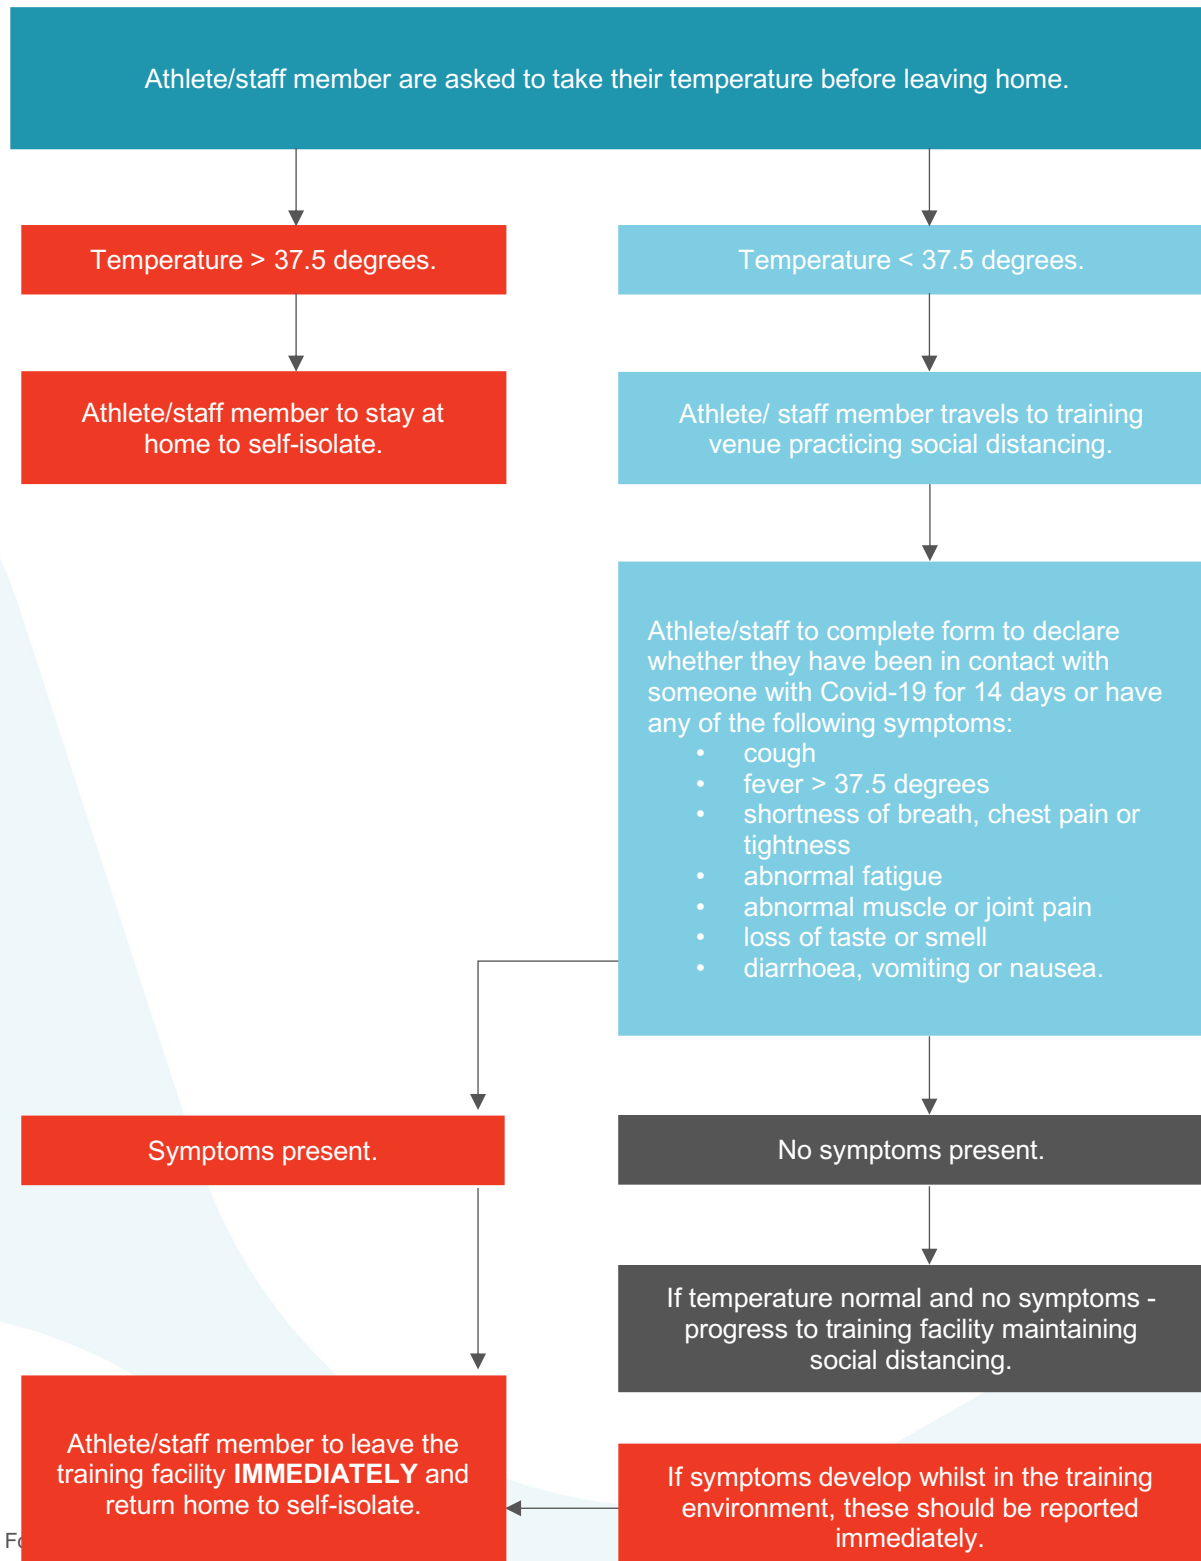 Athlete/staff member are asked to take their temperature before leaving home.
Temperature > 37.5 degrees.
Temperature < 37.5 degrees.
Athlete/staff member to stay at
home to self-isolate.
Athlete/ staff member travels to training
venue practicing social distancing.
Athlete/staff to complete form to declare
whether they have been in contact with
someone with Covid-19 for 14 days or have
any of the following symptoms:
• cough
• fever > 37.5 degrees
• shortness of breath, chest pain or
tightness
• abnormal fatigue
• abnormal muscle or joint pain
• loss of taste or smell
• diarrhoea, vomiting or nausea.
Symptoms present.
No symptoms present.
If temperature normal and no symptoms -
progress to training facility maintaining
social distancing.
Athlete/staff member to leave the
training facility IMMEDIATELY and
return home to self-isolate.
If symptoms develop whilst in the training
environment, these should be reported
immediately.